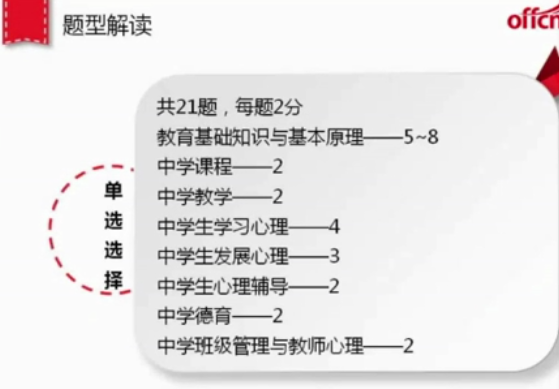 题型解读
offcn
共21题，每题2分
教育基础知识与基本原理——5~8
中学课程——2
中学教学——2
中学生学习心理——4
中学生发展心理——3
中学生心理辅导——2
中学德育——2
中学班级管理与教师心理——2
单
选
选
择